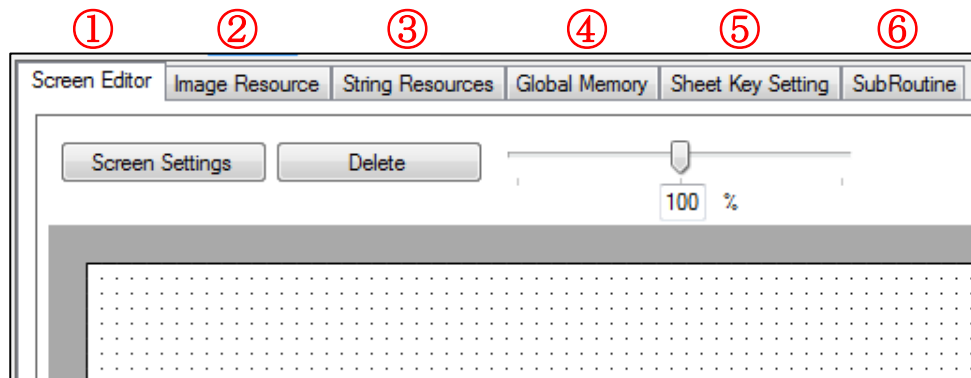 ① ② ③ ④ ⑤ ⑥
Screen Editor Image Resource String Resources Global Memory Sheet Key Setting SubRoutine
Screen Settings Delete
100 %